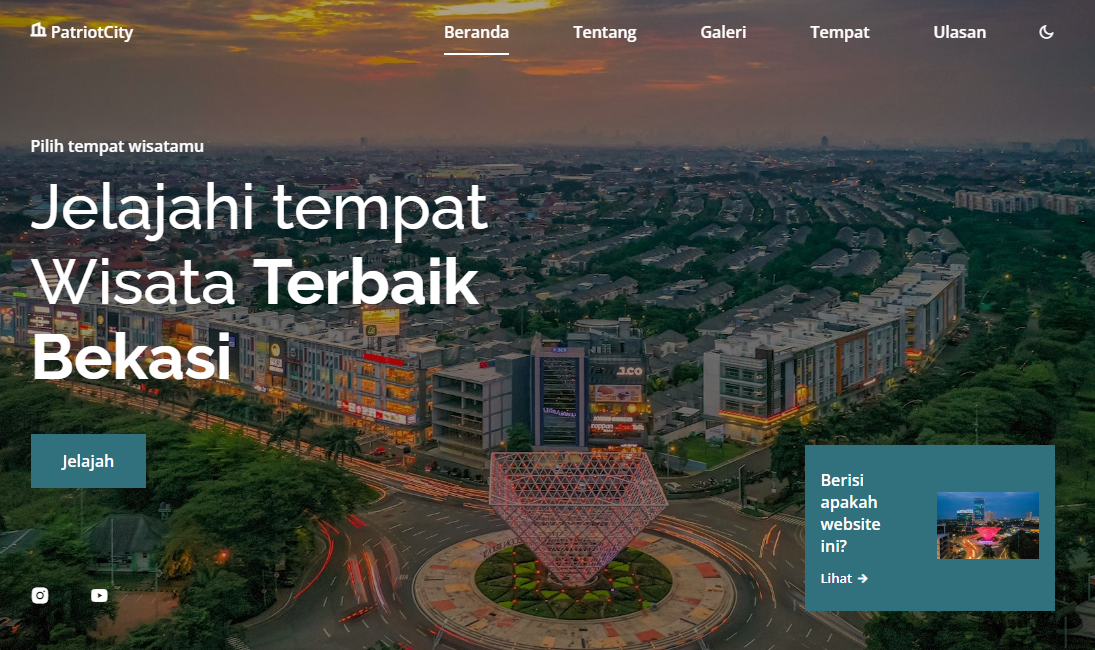 PatriotCity
Beranda
Tentang
Galeri
Tempat
Ulasan
Pilih tempat wisatamu
Jelajahi tempat
Wisata Terbaik
Bekasi
Jelajah
J.CO
Berisi
apakah
website
ini?
Lihat